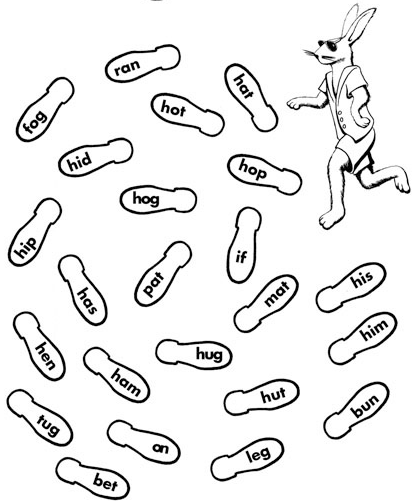 ran
hat
fog
hot
hid
hop
hog
hip
if
pat
has
his
mat
him
hen
hug
ham
hut
bun
tug
on
leg
bet